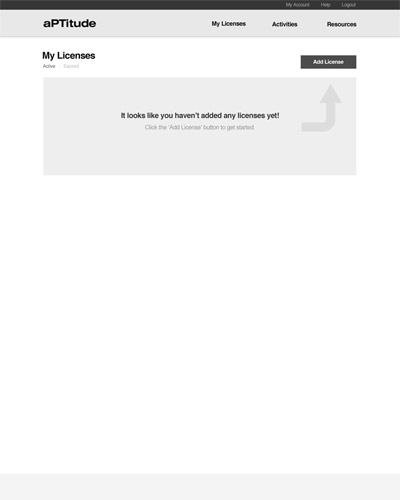 My Account Help Logout
aPTitude My Licenses Activities Resources
My Licenses
Active Expired
Add License
It looks like you haven't added any licenses yet!
Click the 'Add License' button to get started.